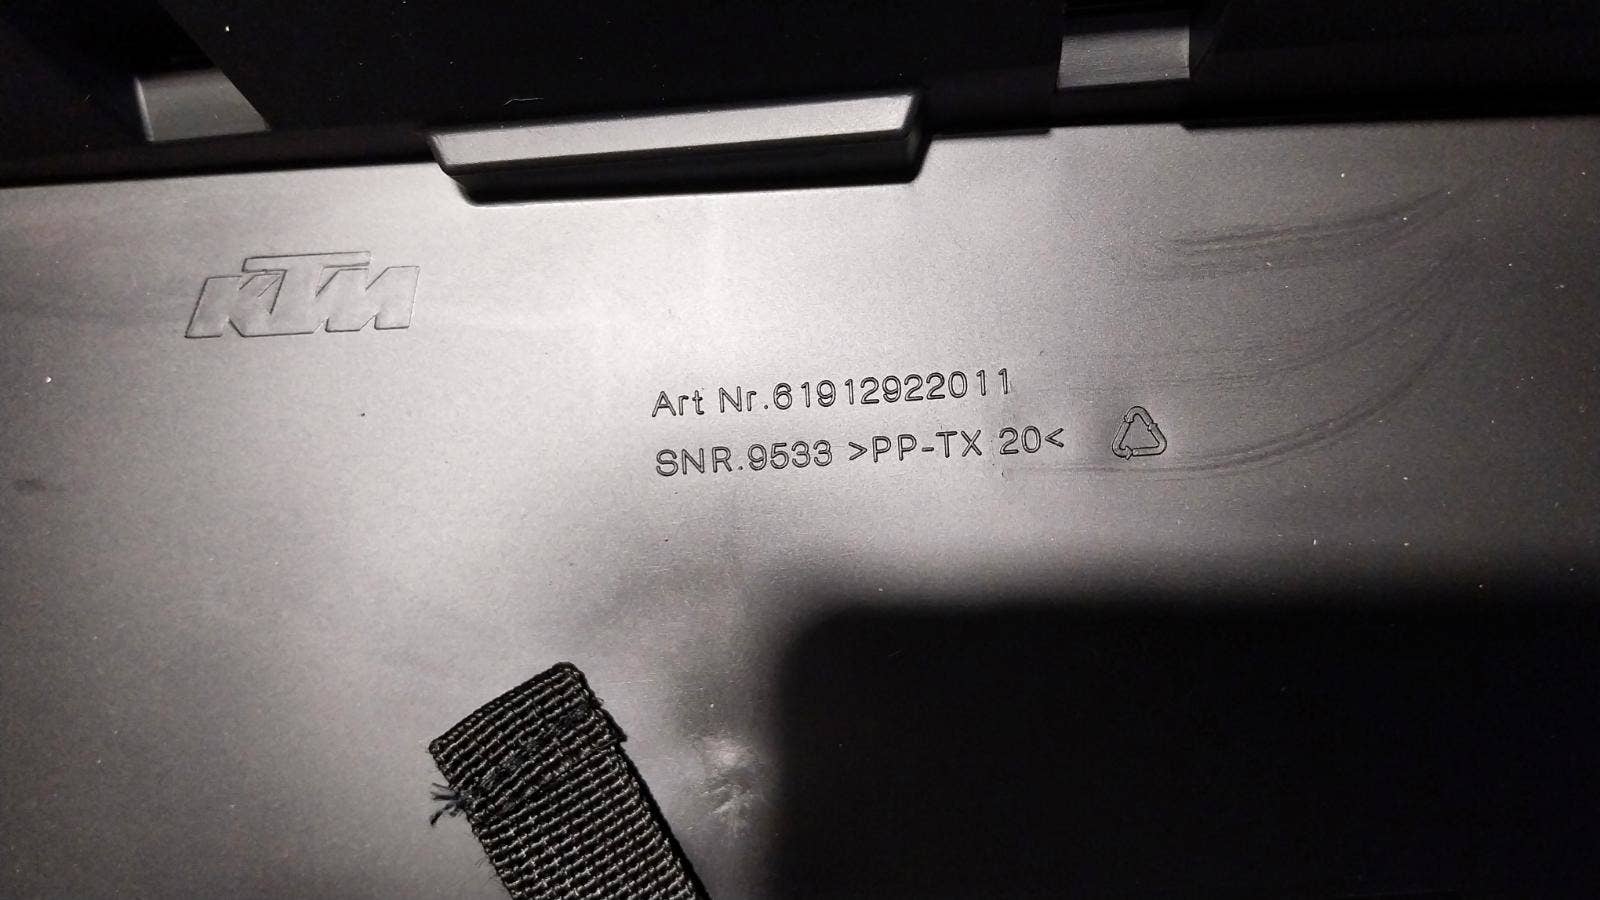 KTM
Art Nr.61912922011
SNR.9533 >PP-TX 20<